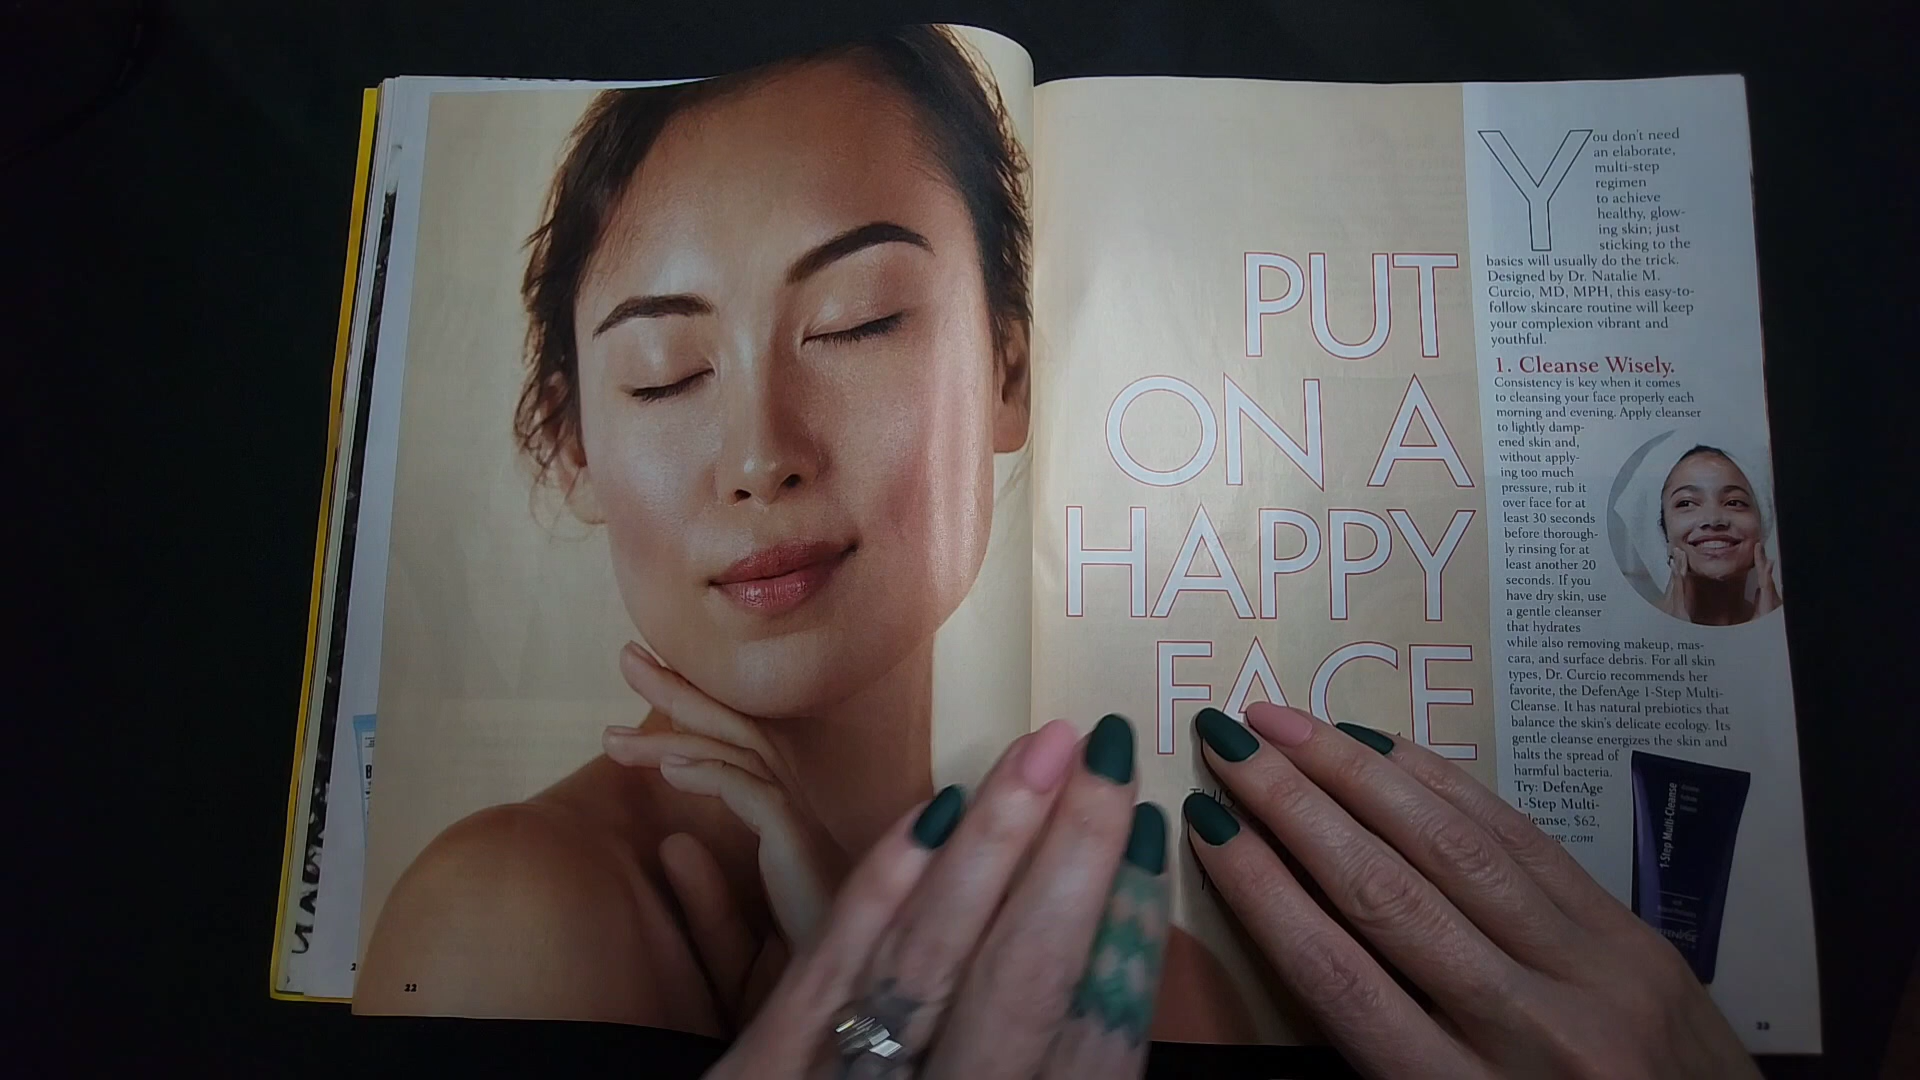 PUT
ON A
HAPPY
FACE
THIS
You don't need
an elaborate,
multi-step
regimen
to achieve
healthy, glow-
ing skin; just
sticking to the
basics will usually do the trick.
Designed by Dr. Natalie M.
Curcio, MD, MPH, this easy-to-
follow skincare routine will keep
your complexion vibrant and
youthful.
1. Cleanse Wisely.
Consistency is key when it comes
to cleansing your face properly each
morning and evening. Apply cleanser
to lightly damp-
ened skin and,
without apply-
ing too much
pressure, rub it
over face for at
least 30 seconds
before thorough-
ly rinsing for at
least another 20
seconds. If you
have dry skin, use
a gentle cleanser
that hydrates
while also removing makeup, mas-
cara, and surface debris. For all skin
types, Dr. Curcio recommends her
favorite, the DefenAge 1-Step Multi-
Cleanse. It has natural prebiotics that
balance the skin's delicate ecology. Its
gentle cleanse energizes the skin and
halts the spread of
harmful bacteria.
Try: DefenAge
1-Step Multi-
Cleanse, $62,
1-Step Multi-Cleanse
22
23